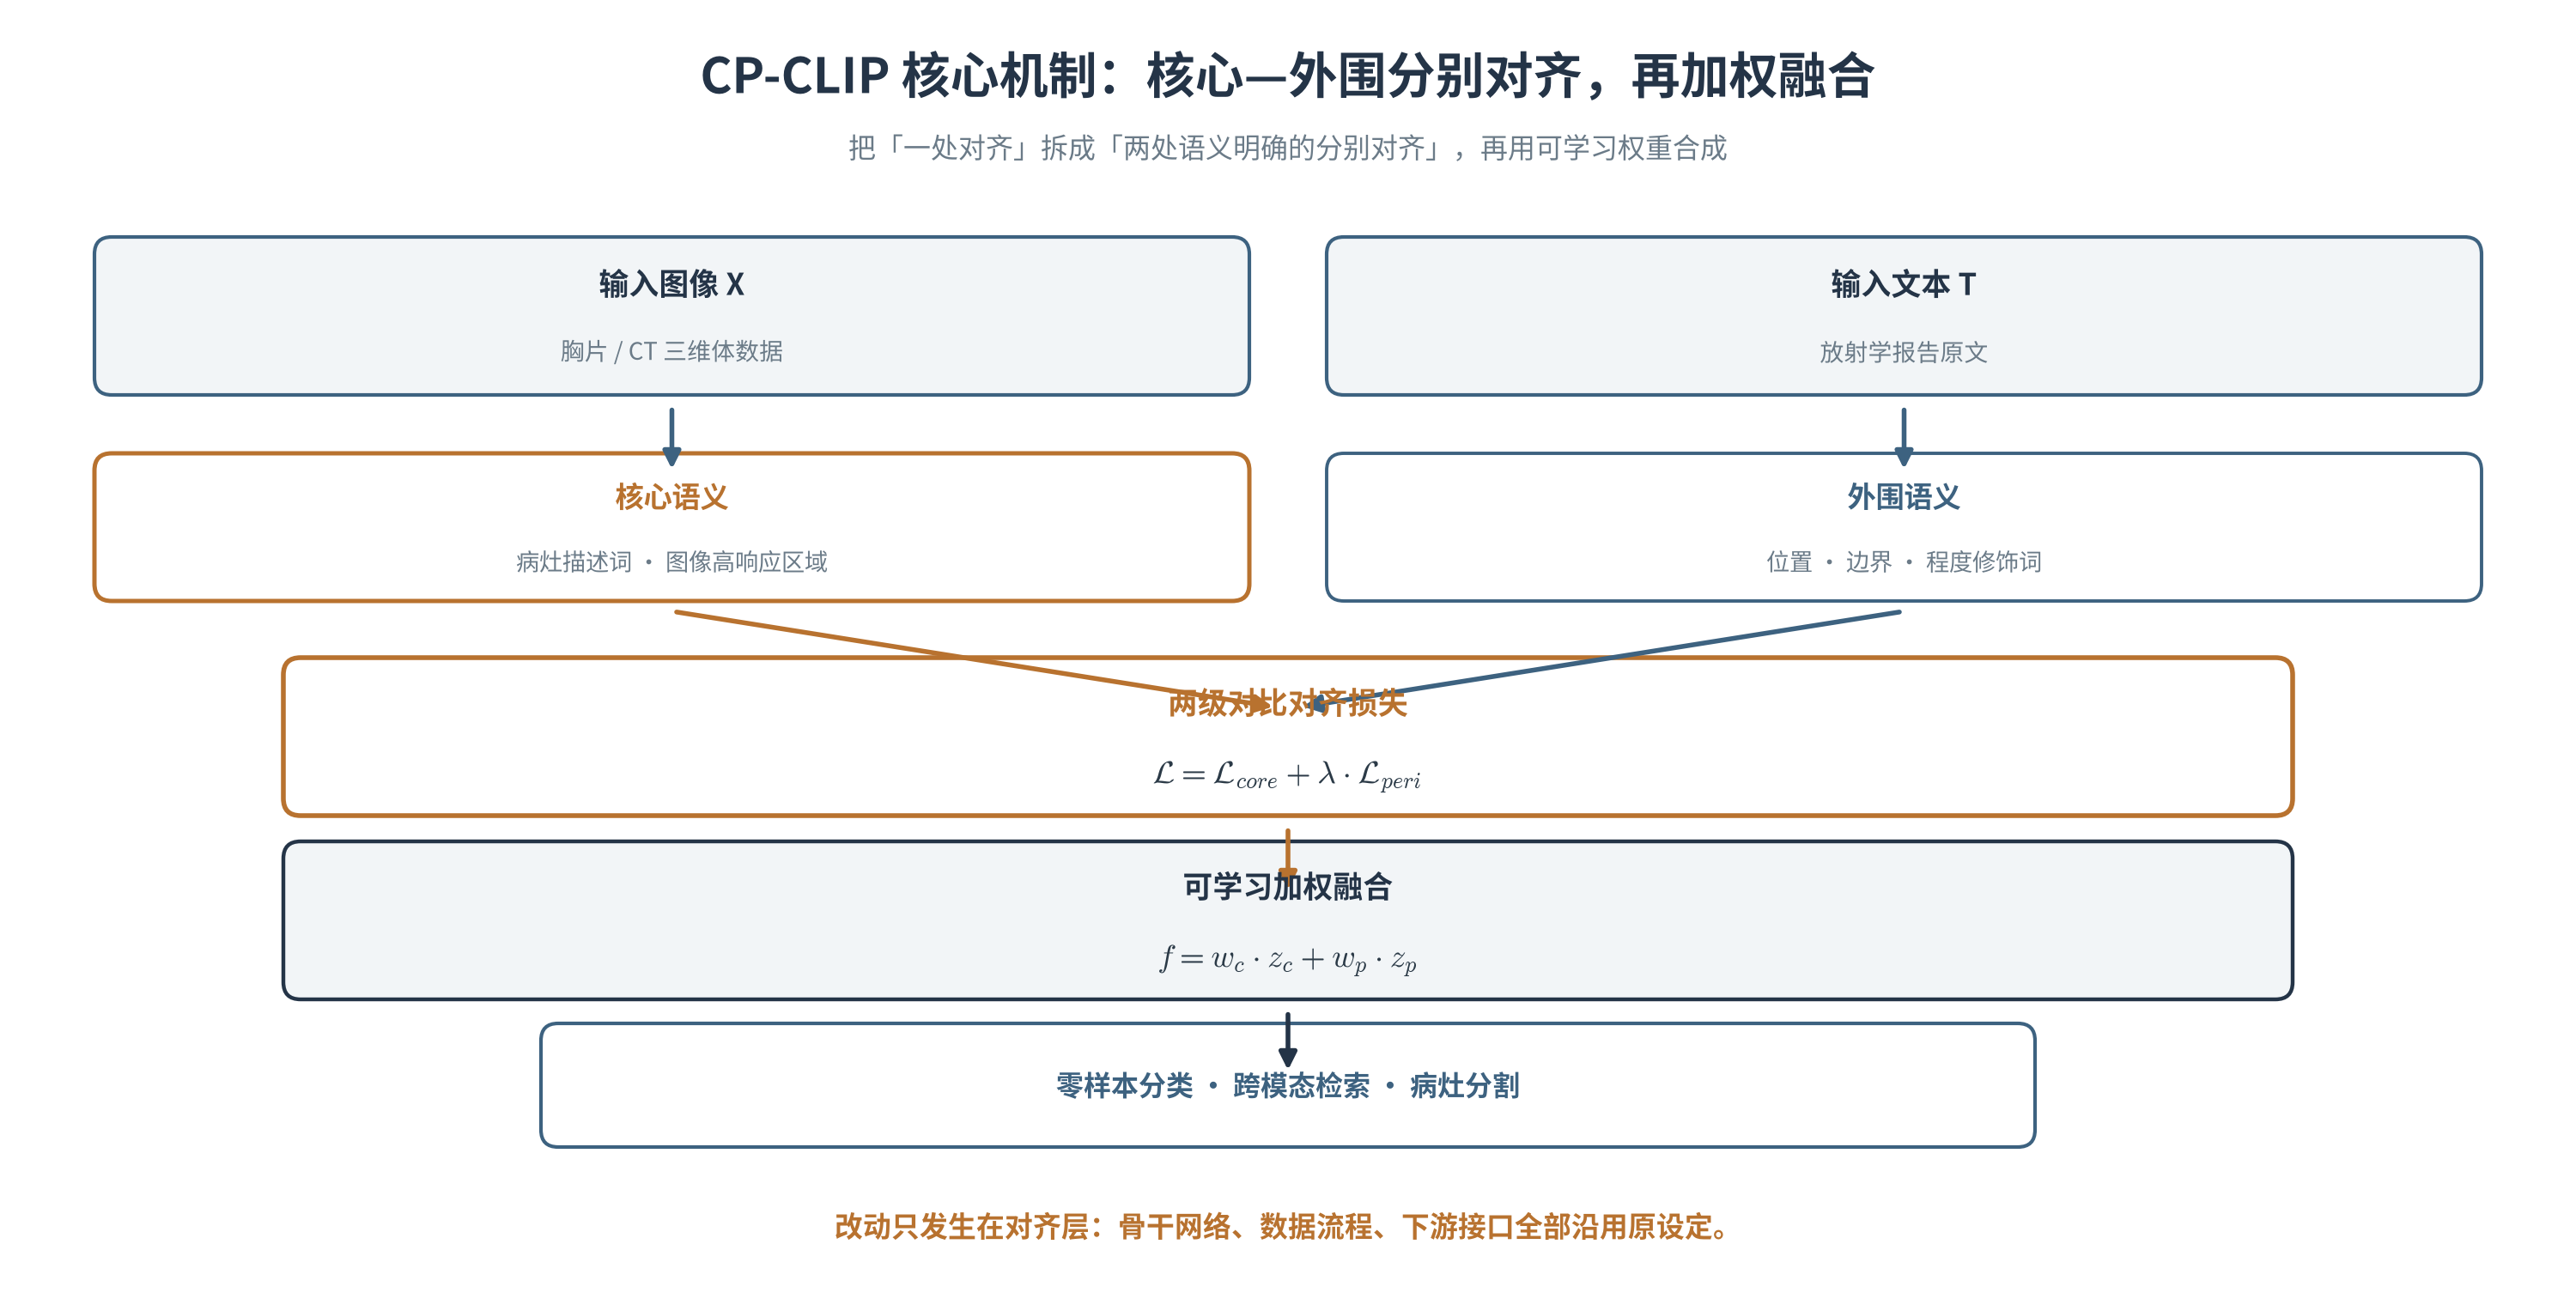 CP-CLIP 核心机制：核心—外围分别对齐，再加权融合
把「一处对齐」拆成「两处语义明确的分别对齐」，再用可学习权重合成
输入图像 X
胸片 / CT 三维体数据
输入文本 T
放射学报告原文
核心语义
病灶描述词 · 图像高响应区域
外围语义
位置 · 边界 · 程度修饰词
两级对比对齐损失
ℒ = ℒ_core + λ · ℒ_peri
可学习加权融合
f = w_c · z_c + w_p · z_p
零样本分类 · 跨模态检索 · 病灶分割
改动只发生在对齐层：骨干网络、数据流程、下游接口全部沿用原设定。